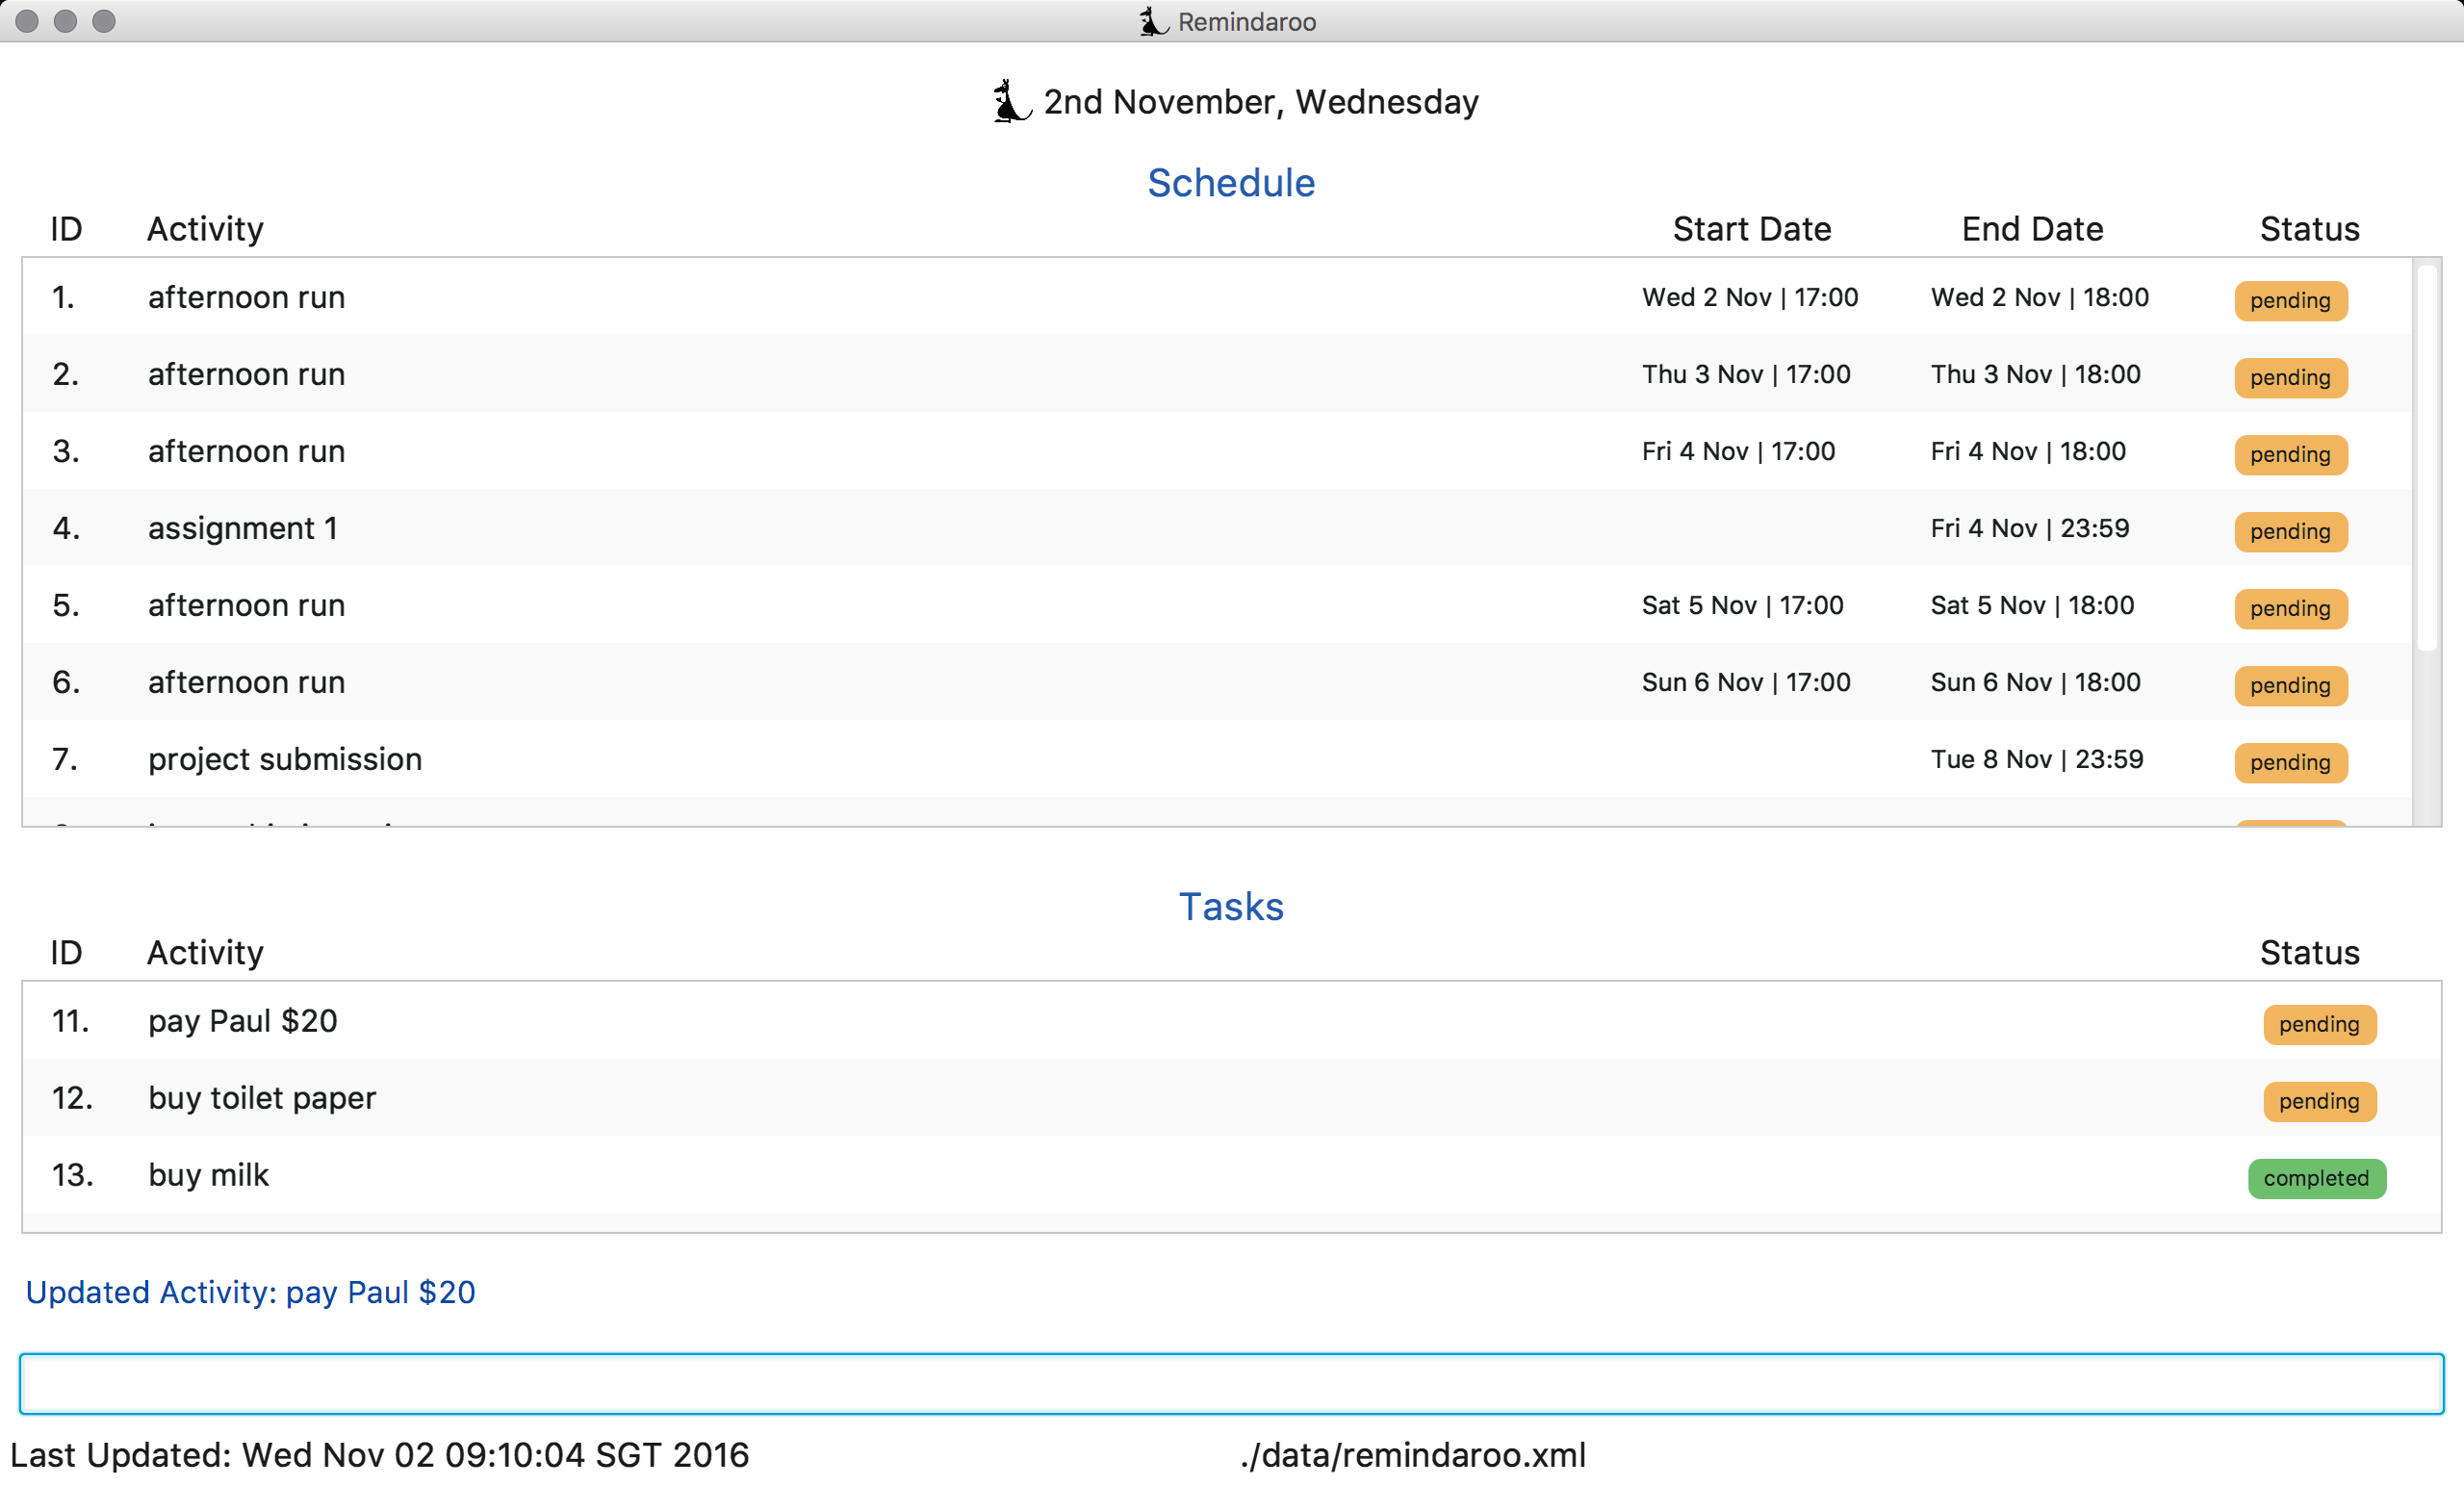 Remindaroo
2nd November, Wednesday
Schedule
ID Activity Start Date End Date Status
1. afternoon run Wed 2 Nov | 17:00 Wed 2 Nov | 18:00 pending
2. afternoon run Thu 3 Nov | 17:00 Thu 3 Nov | 18:00 pending
3. afternoon run Fri 4 Nov | 17:00 Fri 4 Nov | 18:00 pending
4. assignment 1 Fri 4 Nov | 23:59 pending
5. afternoon run Sat 5 Nov | 17:00 Sat 5 Nov | 18:00 pending
6. afternoon run Sun 6 Nov | 17:00 Sun 6 Nov | 18:00 pending
7. project submission Tue 8 Nov | 23:59 pending
Tasks
ID Activity Status
11. pay Paul $20 pending
12. buy toilet paper pending
13. buy milk completed
Updated Activity: pay Paul $20
Last Updated: Wed Nov 02 09:10:04 SGT 2016 ./data/remindaroo.xml